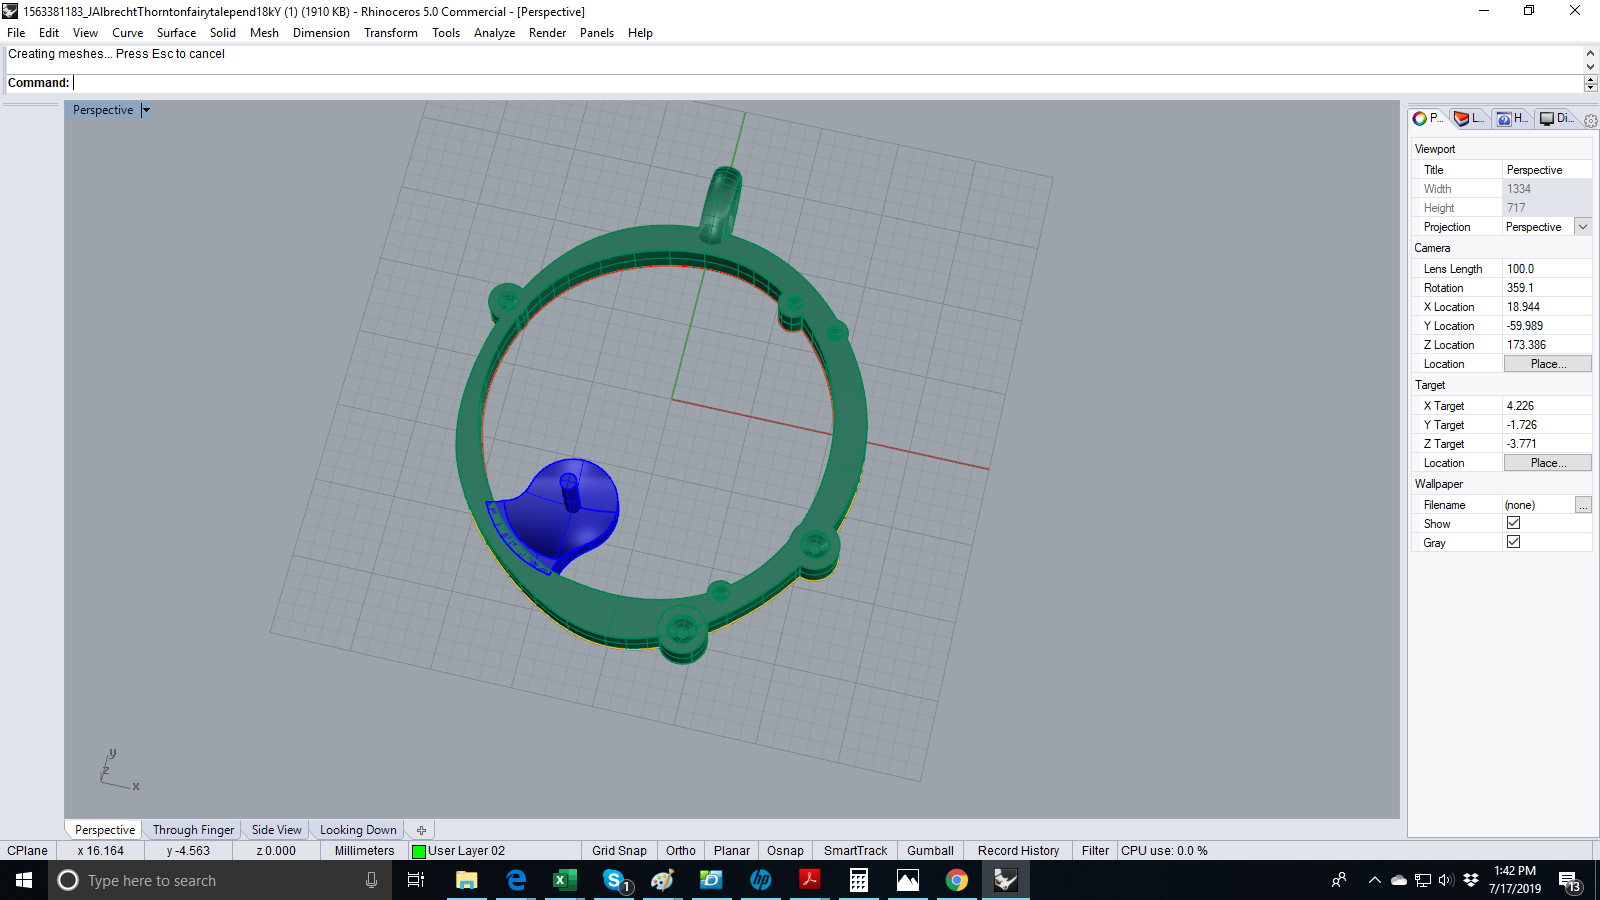 1563381183_JAlbrechtThorntonfairytalepend18kY (1) (1910 KB) - Rhinoceros 5.0 Commercial - [Perspective]
File Edit View Curve Surface Solid Mesh Dimension Transform Tools Analyze Render Panels Help
Creating meshes... Press Esc to cancel
Command:
Perspective
P... L... H... Di...
Viewport
Title Perspective
Width 1334
Height 717
Projection Perspective
Camera
Lens Length 100.0
Rotation 359.1
X Location 18.944
Y Location -59.989
Z Location 173.386
Location Place...
Target
X Target 4.226
Y Target -1.726
Z Target -3.771
Location Place...
Wallpaper
Filename (none) ...
Show
Gray
y
z
x
Perspective Through Finger Side View Looking Down
CPlane x 16.164 y -4.563 z 0.000 Millimeters User Layer 02 Grid Snap Ortho Planar Osnap SmartTrack Gumball Record History Filter CPU use: 0.0 %
Type here to search
1
1:42 PM
7/17/2019
13